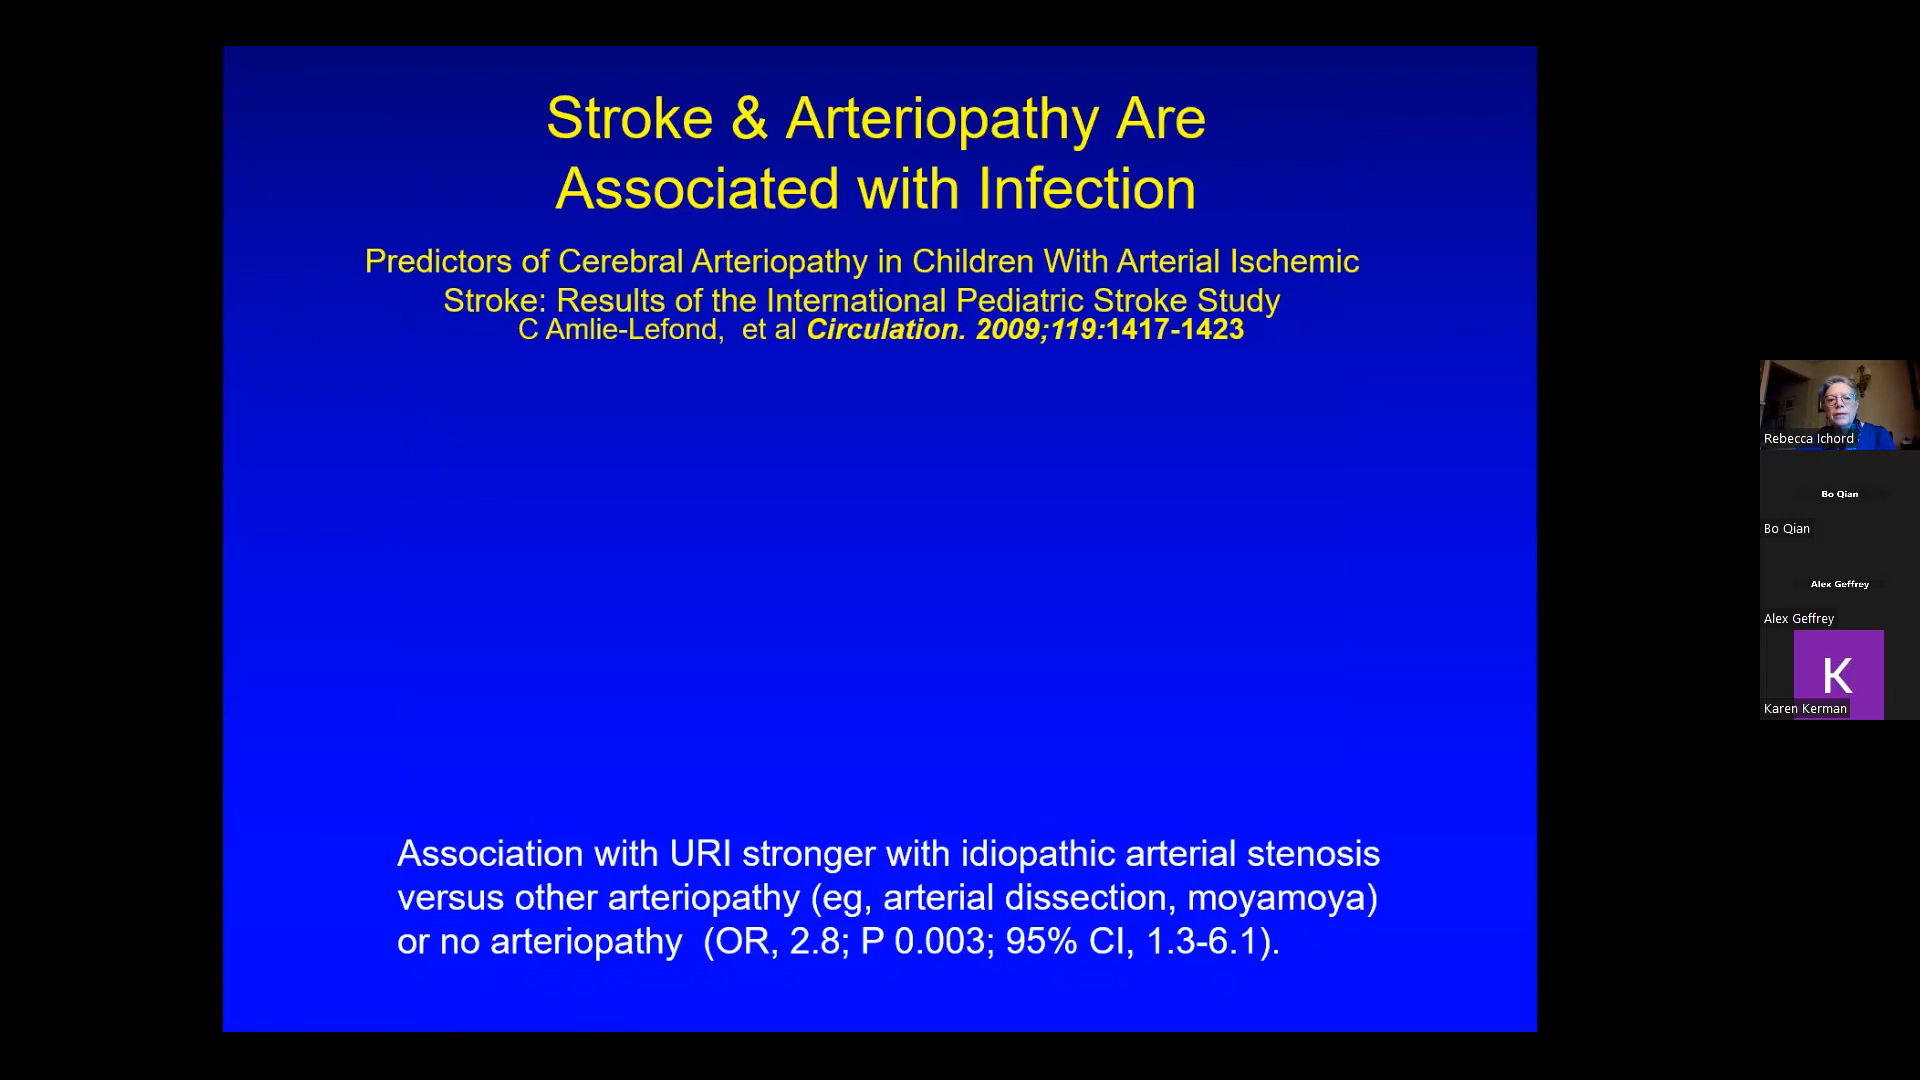 Stroke & Arteriopathy Are
Associated with Infection
Predictors of Cerebral Arteriopathy in Children With Arterial Ischemic
Stroke: Results of the International Pediatric Stroke Study
C Amlie-Lefond, et al Circulation. 2009;119:1417-1423
Association with URI stronger with idiopathic arterial stenosis
versus other arteriopathy (eg, arterial dissection, moyamoya)
or no arteriopathy (OR, 2.8; P 0.003; 95% CI, 1.3-6.1).
Rebecca Ichord
Bo Qian
Bo Qian
Alex Geffrey
Alex Geffrey
K
Karen Kerman